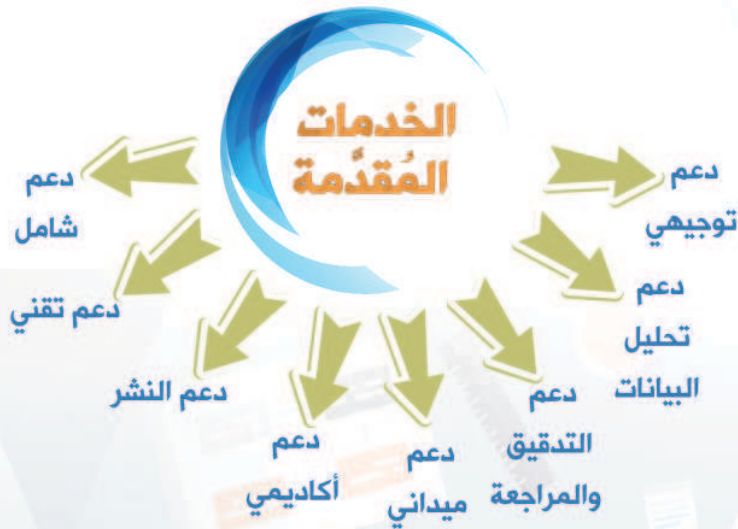 الخدمات
المُقدَّمة
دعم
توجيهي
دعم
تحليل
البيانات
دعم
التدقيق
والمراجعة
دعم
ميداني
دعم
أكاديمي
دعم النشر
دعم تقني
دعم
شامل